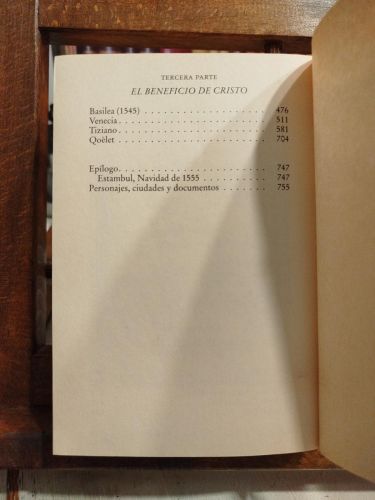 TERCERA PARTE
EL BENEFICIO DE CRISTO
Basilea (1545) . . . . . . . . . . . . . . . . 476
Venecia . . . . . . . . . . . . . . . . . . . 511
Tiziano . . . . . . . . . . . . . . . . . . . 581
Qoèlet . . . . . . . . . . . . . . . . . . . 704
Epílogo. . . . . . . . . . . . . . . . . . . 747
Estambul, Navidad de 1555 . . . . . . . . 747
Personajes, ciudades y documentos . . . . . . 755